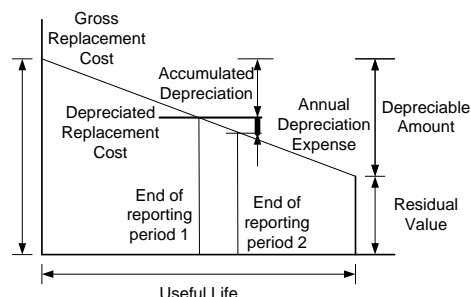 Gross
Replacement
Cost
Accumulated
Depreciation
Depreciated
Replacement
Cost
Annual
Depreciation
Expense
Depreciable
Amount
Residual
Value
End of
reporting
period 1
End of
reporting
period 2
Useful Life